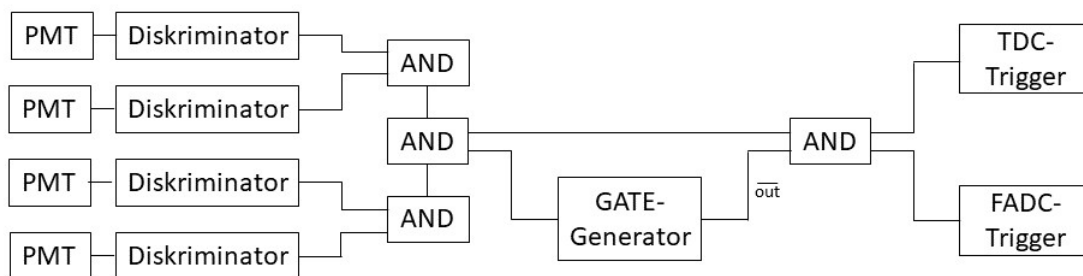 PMT
Diskriminator
AND
PMT
Diskriminator
AND
PMT
Diskriminator
AND
PMT
Diskriminator
GATE-
Generator
out
AND
TDC-
Trigger
FADC-
Trigger